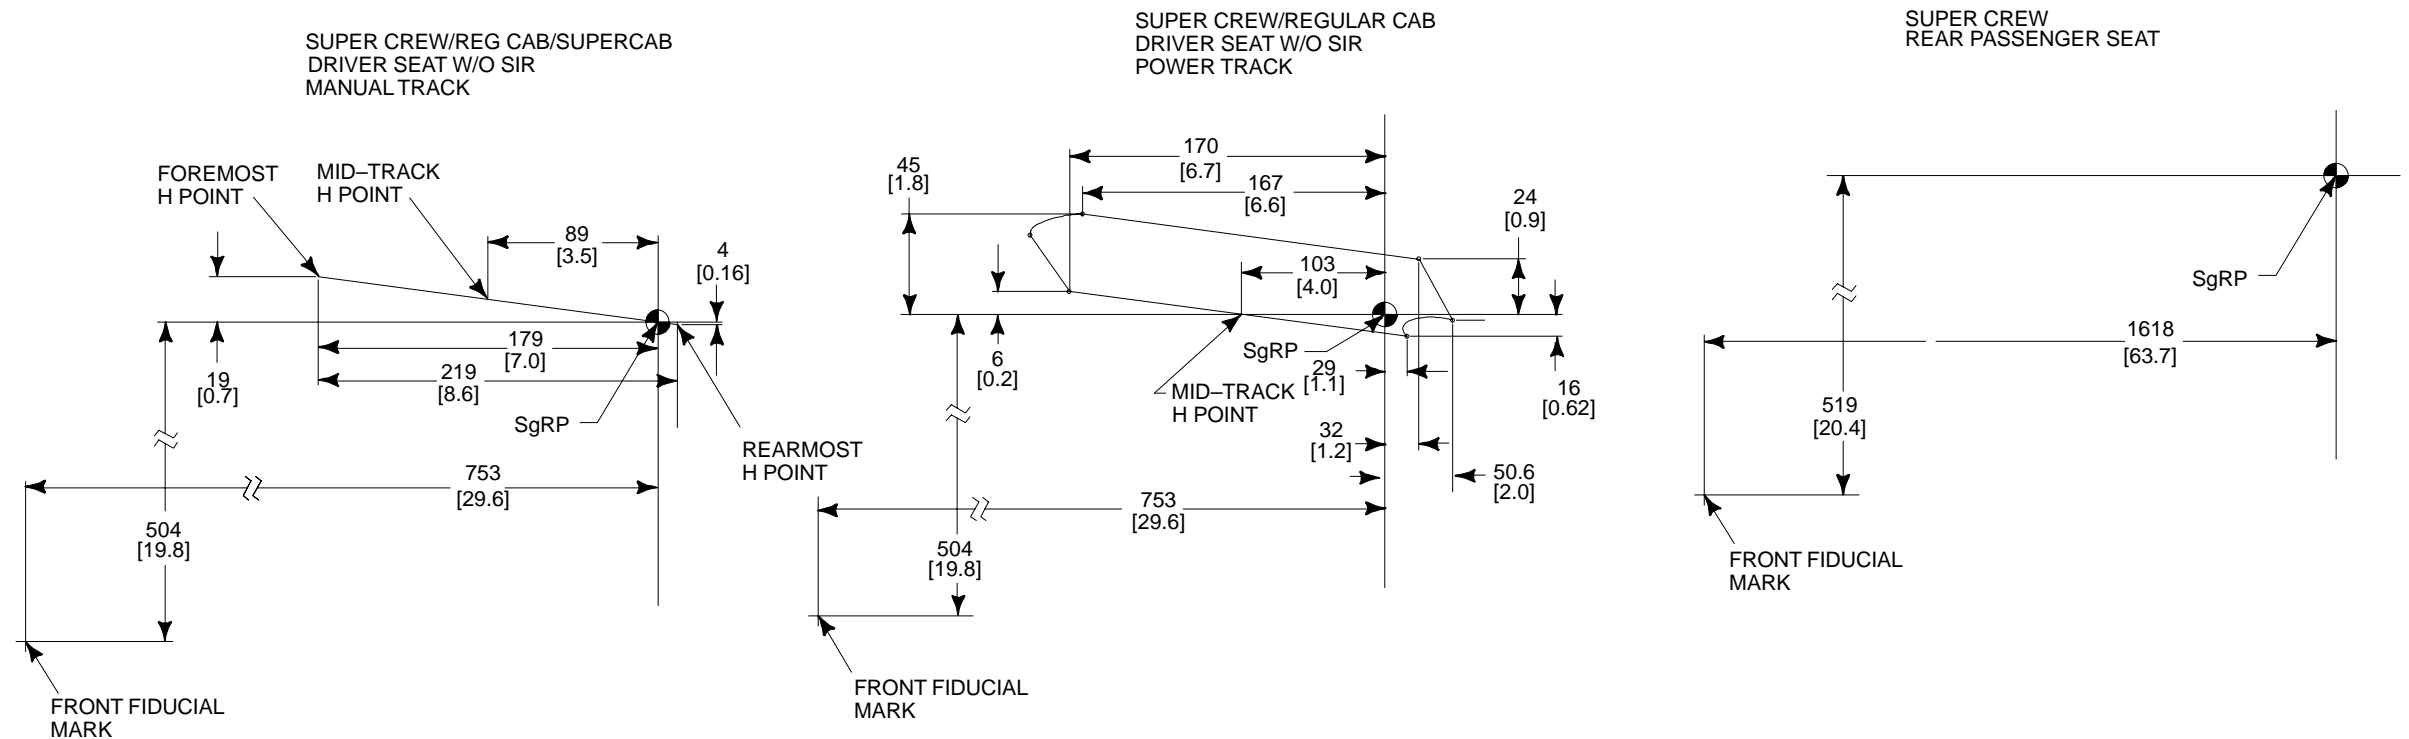 SUPER CREW/REG CAB/SUPERCAB
DRIVER SEAT W/O SIR
MANUAL TRACK
FOREMOST
H POINT
MID–TRACK
H POINT
89
[3.5]
4
[0.16]
179
[7.0]
219
[8.6]
19
[0.7]
SgRP
REARMOST
H POINT
753
[29.6]
504
[19.8]
FRONT FIDUCIAL
MARK
SUPER CREW/REGULAR CAB
DRIVER SEAT W/O SIR
POWER TRACK
170
[6.7]
45
[1.8]
167
[6.6]
24
[0.9]
103
[4.0]
6
[0.2]
SgRP
29
[1.1]
MID–TRACK
H POINT
16
[0.62]
32
[1.2]
50.6
[2.0]
753
[29.6]
504
[19.8]
FRONT FIDUCIAL
MARK
SUPER CREW
REAR PASSENGER SEAT
SgRP
1618
[63.7]
519
[20.4]
FRONT FIDUCIAL
MARK